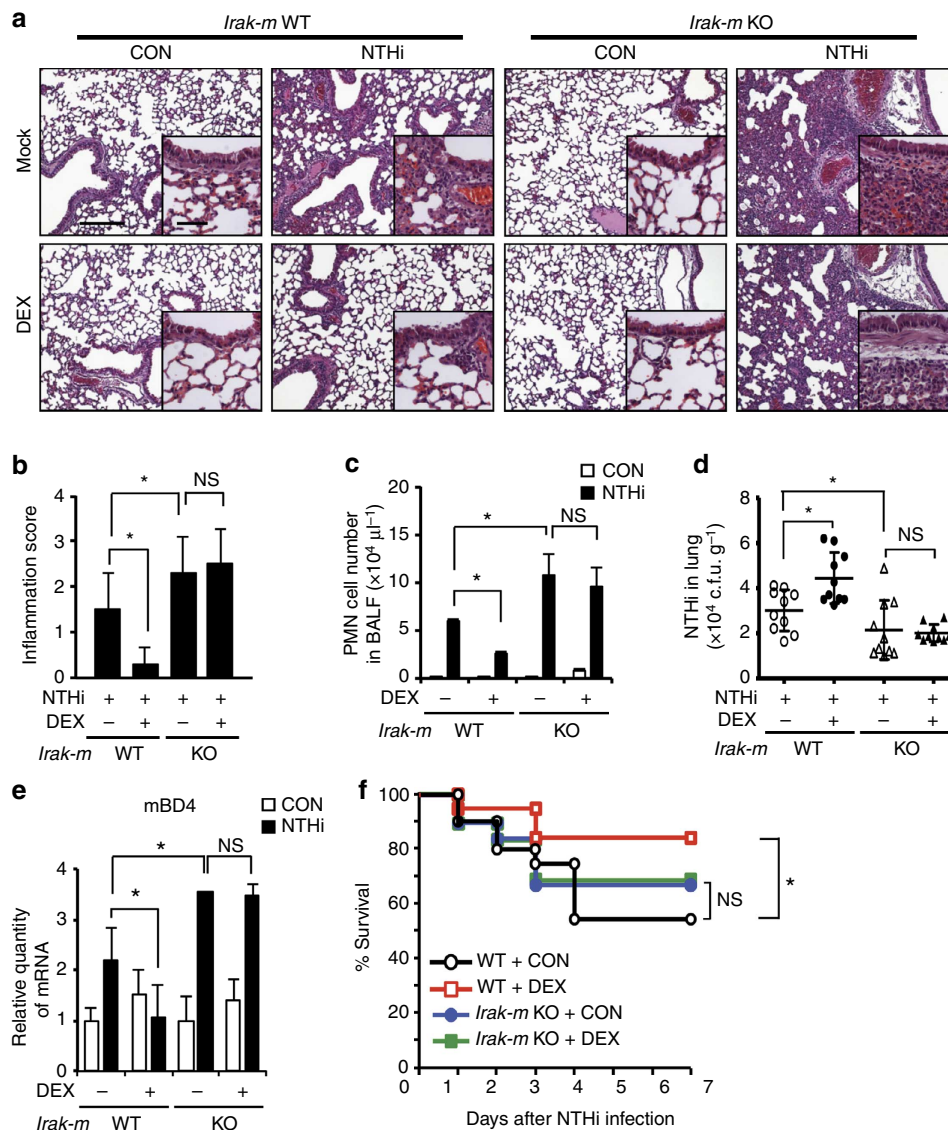 a
Irak-m WT
Irak-m KO
CON
NTHi
CON
NTHi
Mock
DEX
b
Inflammation score
4
3
2
1
0
*
*
NS
NTHi + + + +
DEX – + – +
Irak-m WT KO
c
CON
NTHi
PMN cell number
in BALF (×10⁴ µl⁻¹)
20
15
10
5
0
*
*
NS
DEX – + – +
Irak-m WT KO
d
NTHi in lung
(×10⁴ c.f.u. g⁻¹)
8
6
4
2
0
*
*
NS
NTHi + + + +
DEX – + – +
Irak-m WT KO
e
mBD4
CON
NTHi
Relative quantity
of mRNA
4
3
2
1
0
*
*
NS
DEX – + – +
Irak-m WT KO
f
% Survival
100
80
60
40
20
0
0 1 2 3 4 5 6 7
Days after NTHi infection
WT + CON
WT + DEX
Irak-m KO + CON
Irak-m KO + DEX
NS
*